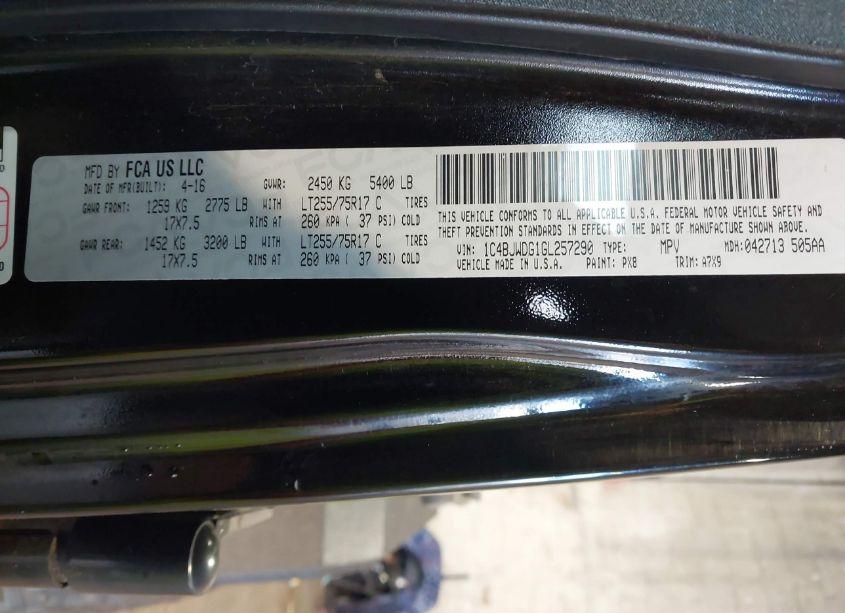 MFD BY FCA US LLC
DATE OF MFR(BUILT): 4-16 GVWR: 2450 KG 5400 LB
GAWR FRONT: 1259 KG 2775 LB WITH LT255/75R17 C TIRES
17X7.5 RIMS AT 260 KPA ( 37 PSI) COLD
GAWR REAR: 1452 KG 3200 LB WITH LT255/75R17 C TIRES
17X7.5 RIMS AT 260 KPA ( 37 PSI) COLD
THIS VEHICLE CONFORMS TO ALL APPLICABLE U.S.A. FEDERAL MOTOR VEHICLE SAFETY AND
THEFT PREVENTION STANDARDS IN EFFECT ON THE DATE OF MANUFACTURE SHOWN ABOVE.
VIN: 1C4BJWDG1GL257290 TYPE: MPV MDH: 042713 505AA
VEHICLE MADE IN U.S.A. PAINT: PX8 TRIM: A7X9